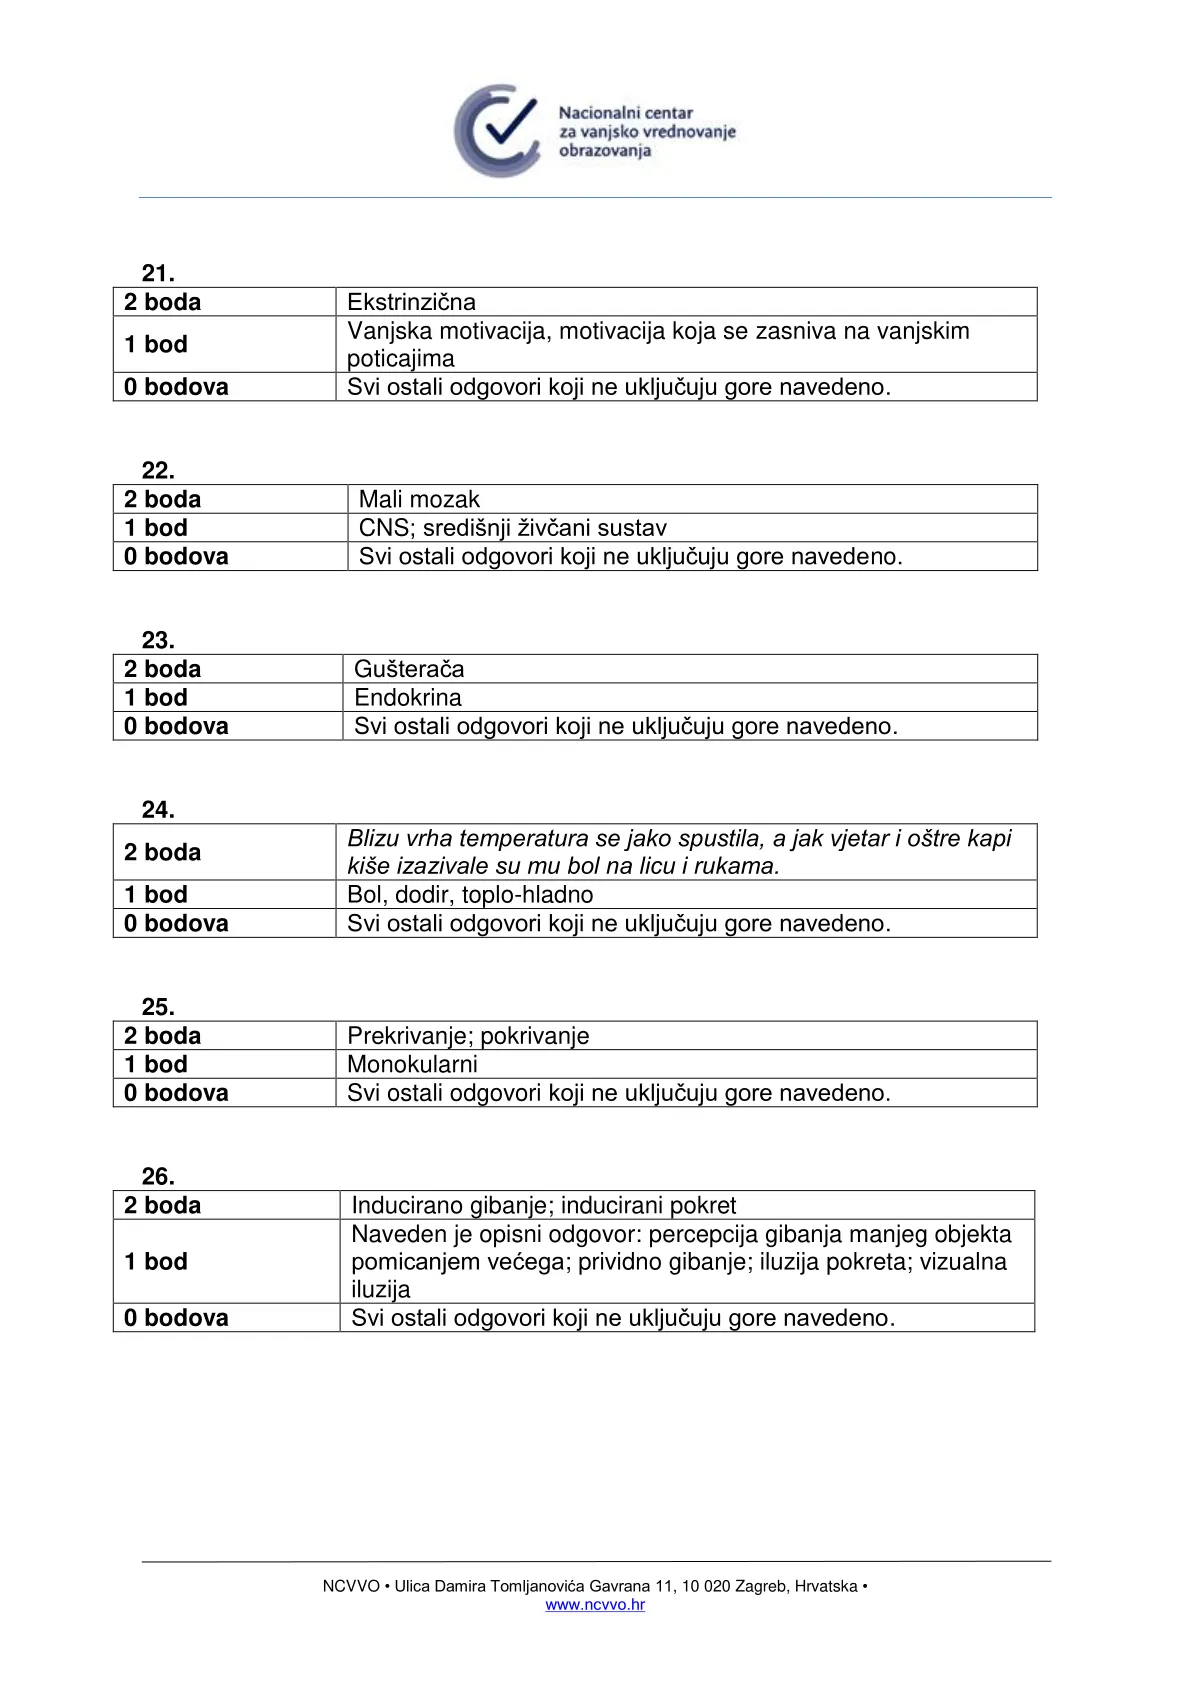 Nacionalni centar
za vanjsko vrednovanje
obrazovanja
21.
2 boda Ekstrinzična
1 bod Vanjska motivacija, motivacija koja se zasniva na vanjskim
poticajima
0 bodova Svi ostali odgovori koji ne uključuju gore navedeno.
22.
2 boda Mali mozak
1 bod CNS; središnji živčani sustav
0 bodova Svi ostali odgovori koji ne uključuju gore navedeno.
23.
2 boda Gušterača
1 bod Endokrina
0 bodova Svi ostali odgovori koji ne uključuju gore navedeno.
24.
2 boda Blizu vrha temperatura se jako spustila, a jak vjetar i oštre kapi
kiše izazivale su mu bol na licu i rukama.
1 bod Bol, dodir, toplo-hladno
0 bodova Svi ostali odgovori koji ne uključuju gore navedeno.
25.
2 boda Prekrivanje; pokrivanje
1 bod Monokularni
0 bodova Svi ostali odgovori koji ne uključuju gore navedeno.
26.
2 boda Inducirano gibanje; inducirani pokret
1 bod Naveden je opisni odgovor: percepcija gibanja manjeg objekta
pomicanjem većega; prividno gibanje; iluzija pokreta; vizualna
iluzija
0 bodova Svi ostali odgovori koji ne uključuju gore navedeno.
NCVVO • Ulica Damira Tomljanovića Gavrana 11, 10 020 Zagreb, Hrvatska •
www.ncvvo.hr